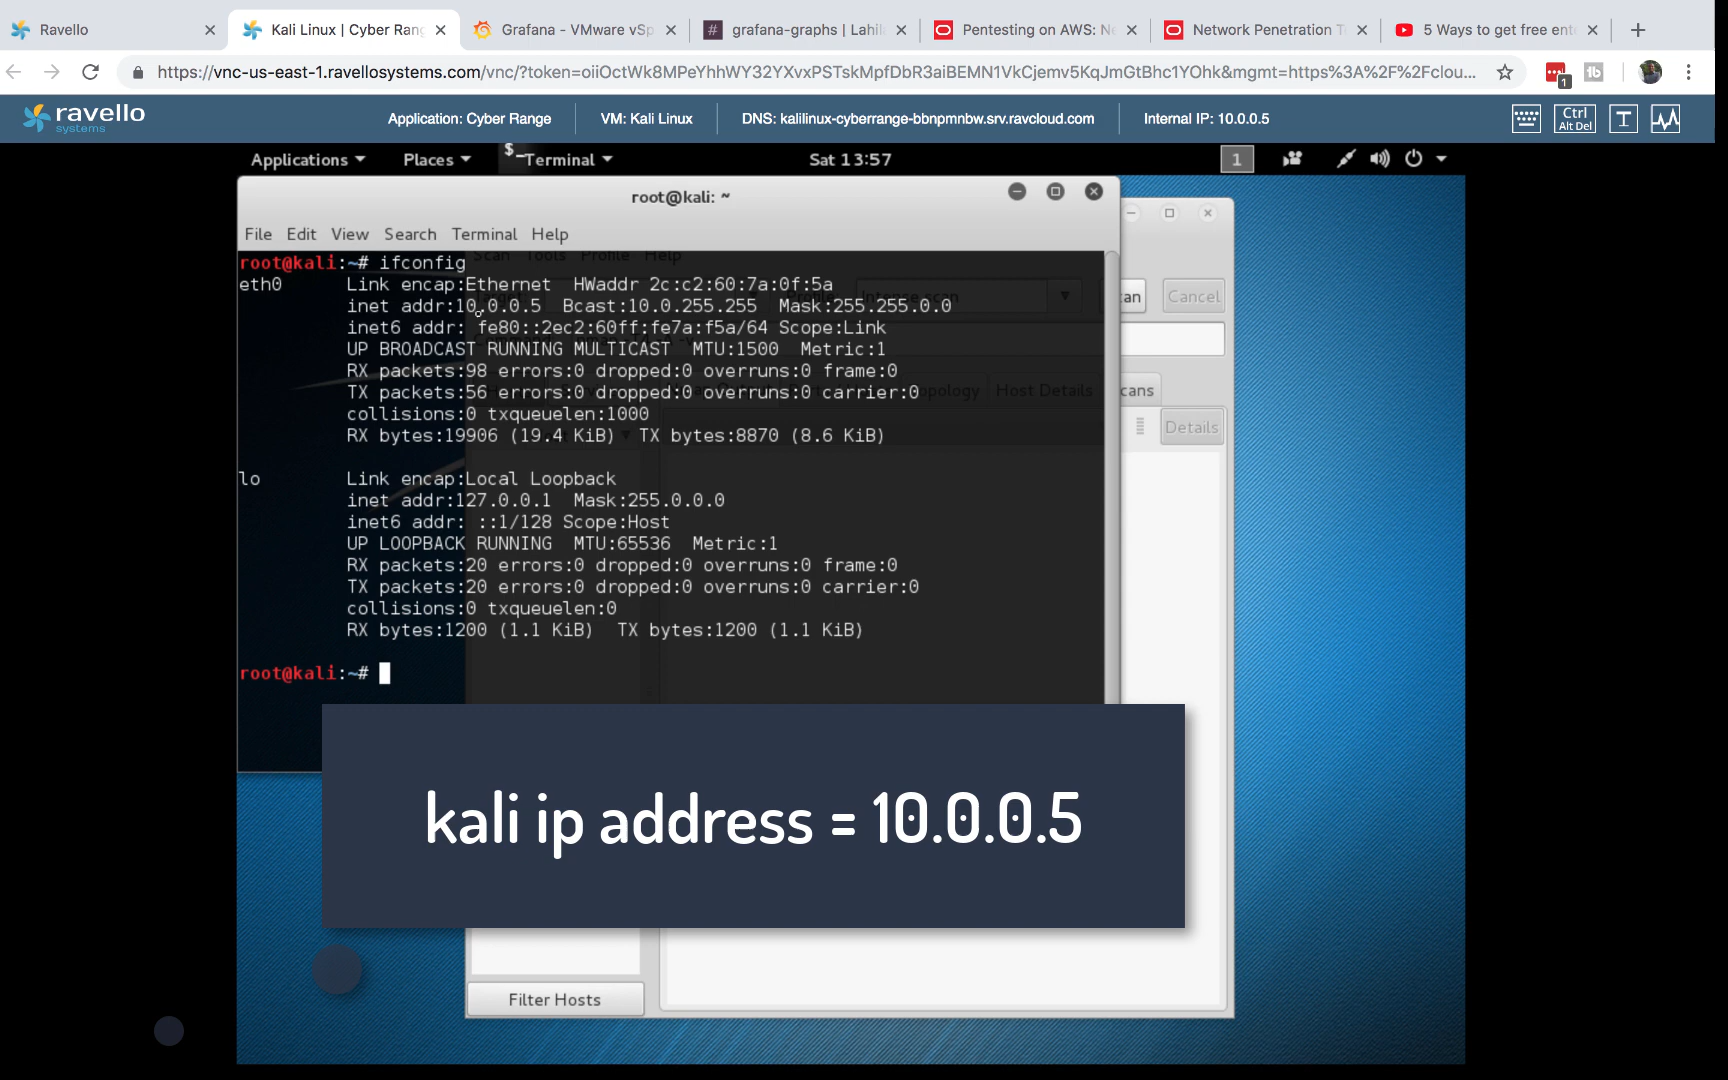 Ravello
Kali Linux | Cyber Rang
Grafana - VMware vSp
grafana-graphs | Lahil
Pentesting on AWS: Ne
Network Penetration T
5 Ways to get free ent
https://vnc-us-east-1.ravellosystems.com/vnc/?token=oiiOctWk8MPeYhhWY32YXvxPSTskMpfDbR3aiBEMN1VkCjemv5KqJmGtBhc1YOhk&mgmt=https%3A%2F%2Fclou...
1
ravello
systems
Application: Cyber Range
VM: Kali Linux
DNS: kalilinux-cyberrange-bbnpmnbw.srv.ravcloud.com
Internal IP: 10.0.0.5
Ctrl
Alt Del
Applications
Places
Terminal
Sat 13:57
1
root@kali: ~
File Edit View Search Terminal Help
Scan Tools Profile Help
root@kali:~# ifconfig
eth0 Link encap:Ethernet HWaddr 2c:c2:60:7a:0f:5a
inet addr:10.0.0.5 Bcast:10.0.255.255 Mask:255.255.0.0
inet6 addr: fe80::2ec2:60ff:fe7a:f5a/64 Scope:Link
UP BROADCAST RUNNING MULTICAST MTU:1500 Metric:1
RX packets:98 errors:0 dropped:0 overruns:0 frame:0
TX packets:56 errors:0 dropped:0 overruns:0 carrier:0
collisions:0 txqueuelen:1000
RX bytes:19906 (19.4 KiB) TX bytes:8870 (8.6 KiB)
lo Link encap:Local Loopback
inet addr:127.0.0.1 Mask:255.0.0.0
inet6 addr: ::1/128 Scope:Host
UP LOOPBACK RUNNING MTU:65536 Metric:1
RX packets:20 errors:0 dropped:0 overruns:0 frame:0
TX packets:20 errors:0 dropped:0 overruns:0 carrier:0
collisions:0 txqueuelen:0
RX bytes:1200 (1.1 KiB) TX bytes:1200 (1.1 KiB)
root@kali:~#
an
Cancel
Host Details
cans
Details
kali ip address = 10.0.0.5
Filter Hosts